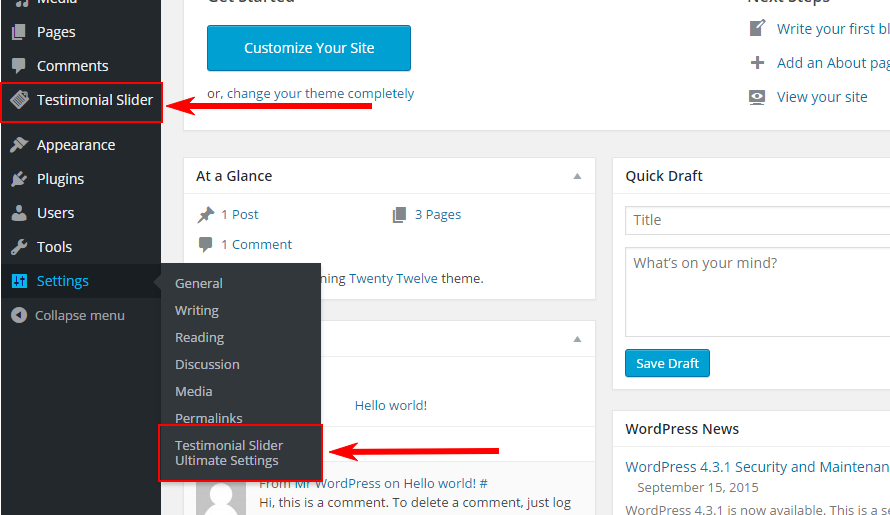 Media
Pages
Comments
Testimonial Slider
Appearance
Plugins
Users
Tools
Settings
Collapse menu
General
Writing
Reading
Discussion
Media
Permalinks
Testimonial Slider
Ultimate Settings
Get Started
Customize Your Site
or, change your theme completely
Next Steps
Write your first bl
Add an About pag
View your site
At a Glance
1 Post
3 Pages
1 Comment
ning Twenty Twelve theme.
Hello world!
From Mr WordPress on Hello world! #
Hi, this is a comment. To delete a comment, just log
Quick Draft
Title
What's on your mind?
Save Draft
WordPress News
WordPress 4.3.1 Security and Maintenan
September 15, 2015
WordPress 4.3.1 is now available. This is a se